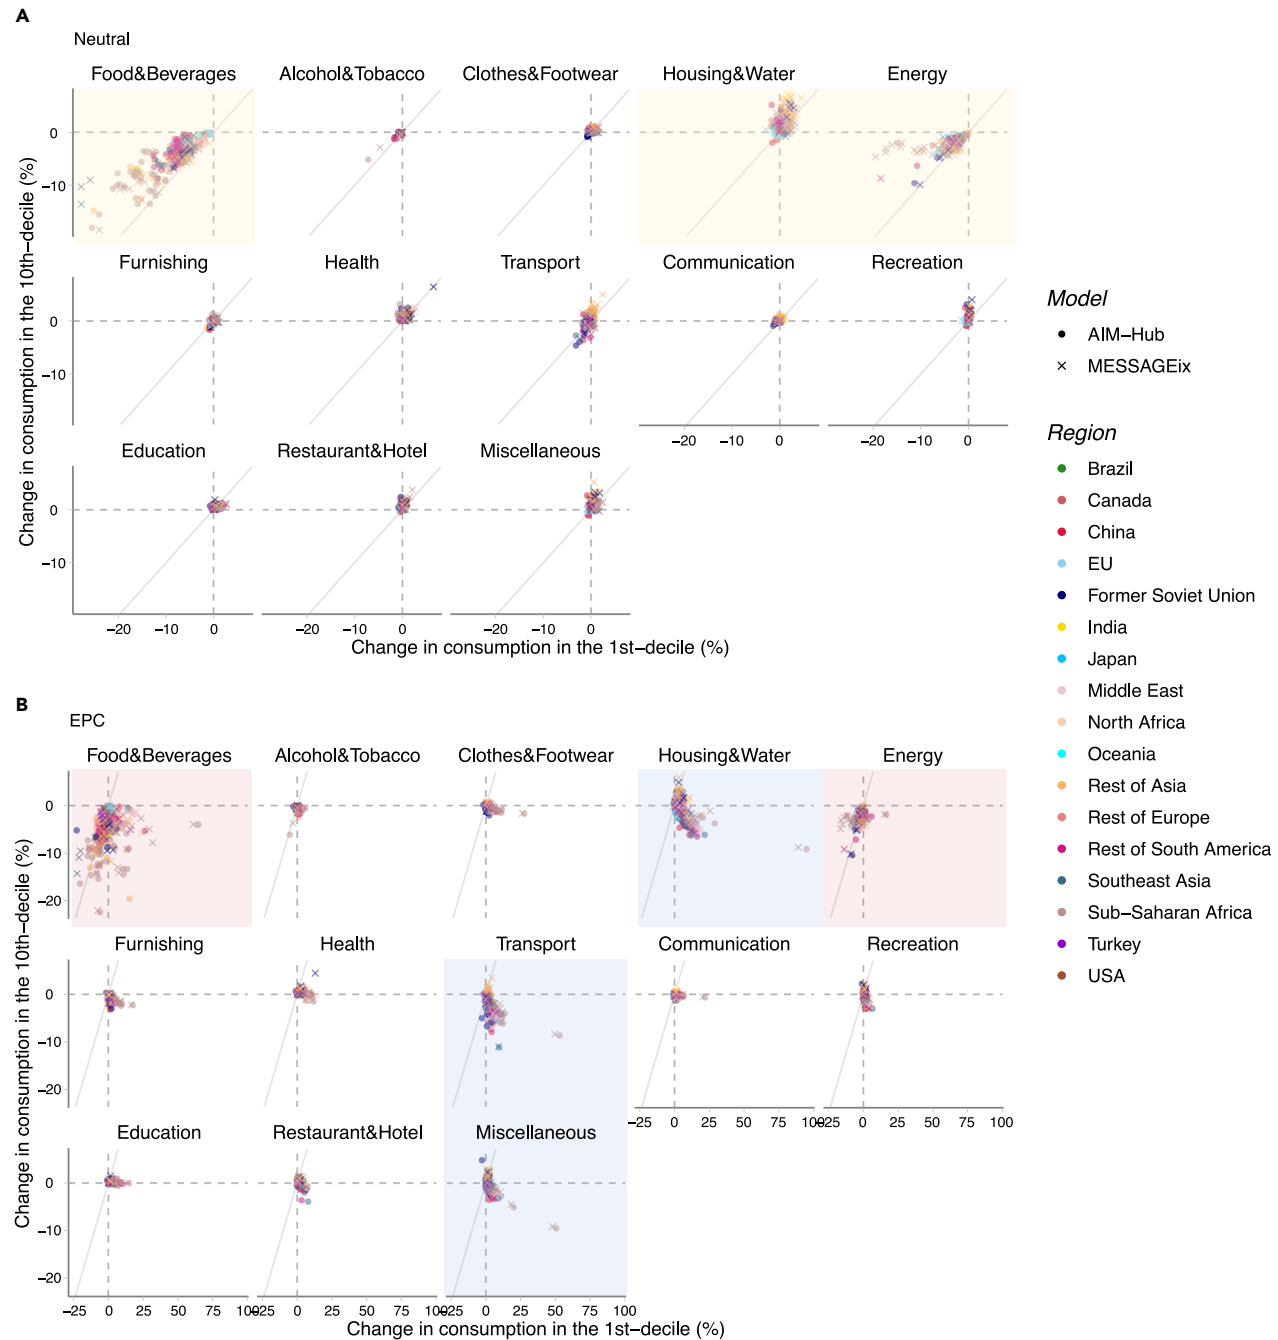 A
Neutral
Food&Beverages Alcohol&Tobacco Clothes&Footwear Housing&Water Energy
0
−10
Furnishing Health Transport Communication Recreation
0
−10
−20 −10 0 −20 −10 0
Education Restaurant&Hotel Miscellaneous
0
−10
−20 −10 0 −20 −10 0 −20 −10 0
Change in consumption in the 10th−decile (%)
Change in consumption in the 1st−decile (%)
Model
AIM−Hub
MESSAGEix
Region
Brazil
Canada
China
EU
Former Soviet Union
India
Japan
Middle East
North Africa
Oceania
Rest of Asia
Rest of Europe
Rest of South America
Southeast Asia
Sub−Saharan Africa
Turkey
USA
B
EPC
Food&Beverages Alcohol&Tobacco Clothes&Footwear Housing&Water Energy
0
−10
−20
Furnishing Health Transport Communication Recreation
0
−10
−20
−25 0 25 50 75 100 −25 0 25 50 75 100
Education Restaurant&Hotel Miscellaneous
0
−10
−20
−25 0 25 50 75 100 −25 0 25 50 75 100 −25 0 25 50 75 100
Change in consumption in the 10th−decile (%)
Change in consumption in the 1st−decile (%)